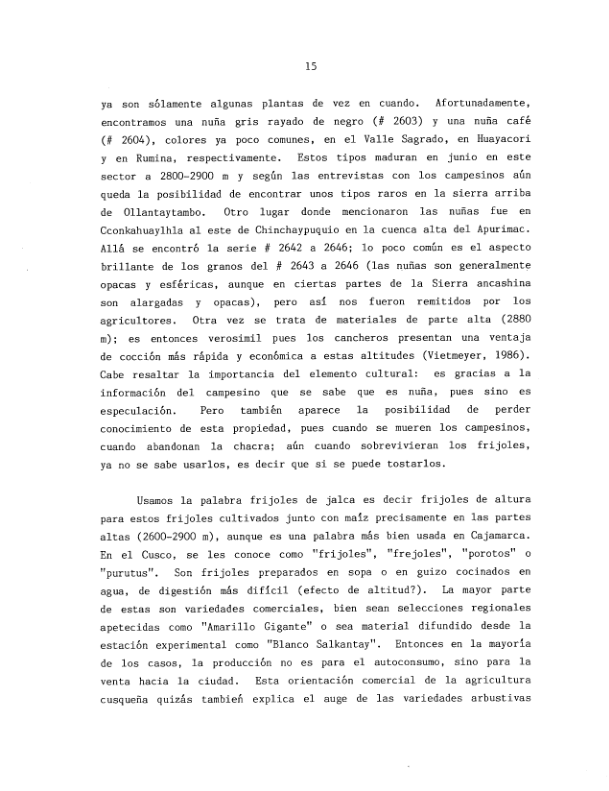 15
ya son sólamente algunas plantas de vez en cuando. Afortunadamente,
encontramos una nuña gris rayado de negro (# 2603) y una nuña café
(# 2604), colores ya poco comunes, en el Valle Sagrado, en Huayacori
y en Rumina, respectivamente. Estos tipos maduran en junio en este
sector a 2800-2900 m y según las entrevistas con los campesinos aún
queda la posibilidad de encontrar unos tipos raros en la sierra arriba
de Ollantaytambo. Otro lugar donde mencionaron las nuñas fue en
Cconkahuaylhla al este de Chinchaypuquio en la cuenca alta del Apurimac.
Allá se encontró la serie # 2642 a 2646; lo poco común es el aspecto
brillante de los granos del # 2643 a 2646 (las nuñas son generalmente
opacas y esféricas, aunque en ciertas partes de la Sierra ancashina
son alargadas y opacas), pero así nos fueron remitidos por los
agricultores. Otra vez se trata de materiales de parte alta (2880
m); es entonces verosimil pues los cancheros presentan una ventaja
de cocción más rápida y económica a estas altitudes (Vietmeyer, 1986).
Cabe resaltar la importancia del elemento cultural: es gracias a la
información del campesino que se sabe que es nuña, pues sino es
especulación. Pero también aparece la posibilidad de perder
conocimiento de esta propiedad, pues cuando se mueren los campesinos,
cuando abandonan la chacra; aún cuando sobrevivieran los frijoles,
ya no se sabe usarlos, es decir que si se puede tostarlos.
Usamos la palabra frijoles de jalca es decir frijoles de altura
para estos frijoles cultivados junto con maíz precisamente en las partes
altas (2600-2900 m), aunque es una palabra más bien usada en Cajamarca.
En el Cusco, se les conoce como "frijoles", "frejoles", "porotos" o
"purutus". Son frijoles preparados en sopa o en guizo cocinados en
agua, de digestión más difícil (efecto de altitud?). La mayor parte
de estas son variedades comerciales, bien sean selecciones regionales
apetecidas como "Amarillo Gigante" o sea material difundido desde la
estación experimental como "Blanco Salkantay". Entonces en la mayoría
de los casos, la producción no es para el autoconsumo, sino para la
venta hacia la ciudad. Esta orientación comercial de la agricultura
cusqueña quizás tambień explica el auge de las variedades arbustivas